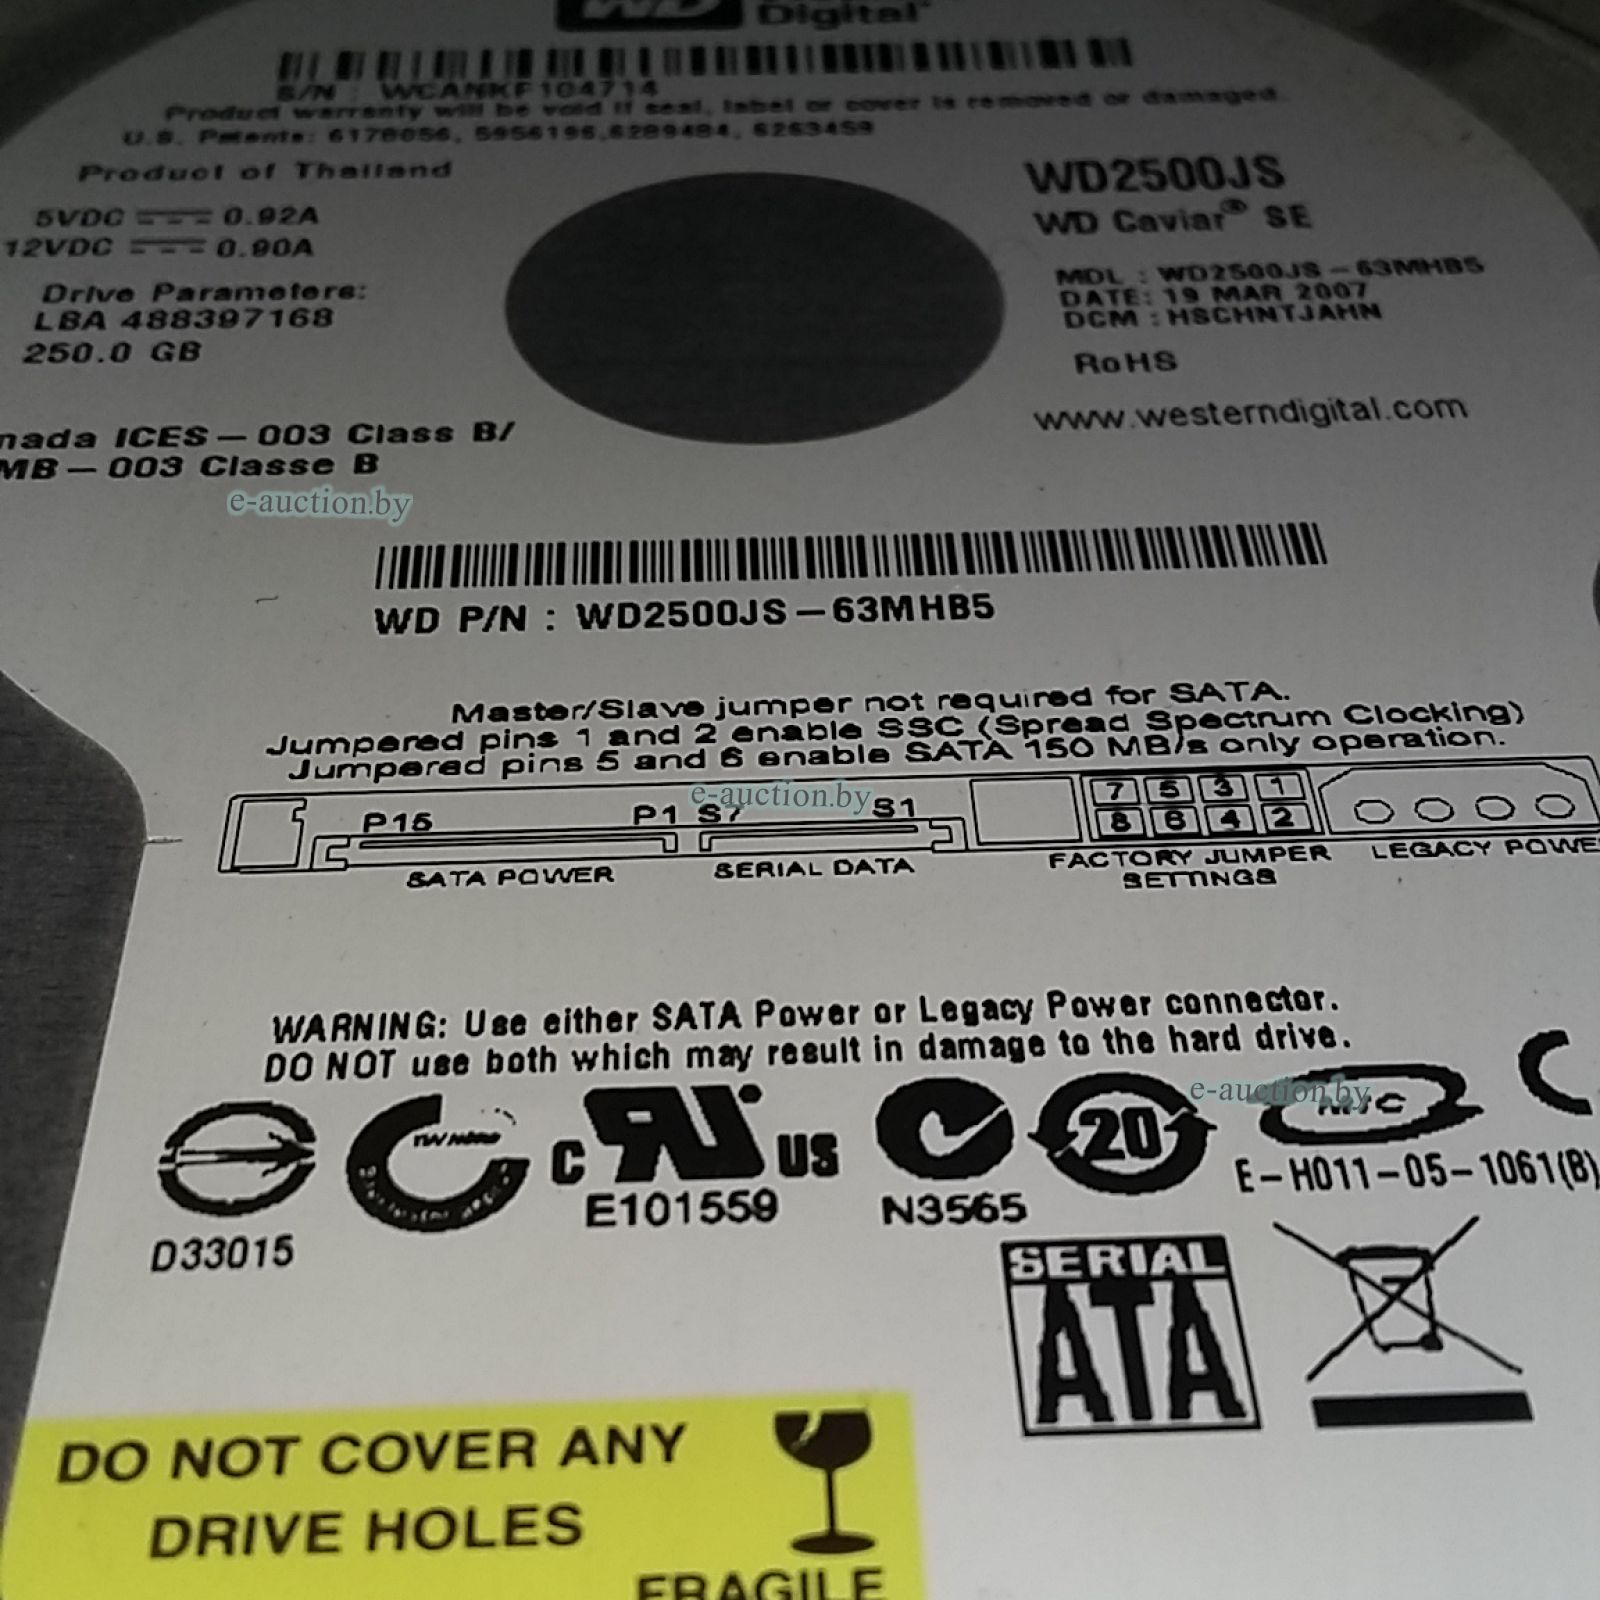 WD Digital
S/N : WCANKF104714
Product warranty will be void if seal, label or cover is removed or damaged.
U.S. Patents: 6178056, 5956196,6289484, 6263459
Product of Thailand
5VDC 0.92A
12VDC 0.90A
Drive Parameters:
LBA 488397168
250.0 GB
WD2500JS
WD Caviar® SE
MDL : WD2500JS-63MHB5
DATE: 19 MAR 2007
DCM : HSCHNTJAHN
RoHS
www.westerndigital.com
nada ICES-003 Class B/
MB-003 Classe B
e-auction.by
WD P/N : WD2500JS-63MHB5
Master/Slave jumper not required for SATA.
Jumpered pins 1 and 2 enable SSC (Spread Spectrum Clocking)
Jumpered pins 5 and 6 enable SATA 150 MB/s only operation.
e-auction.by
P15 P1 S7 S1 7 5 3 1
8 6 4 2
SATA POWER SERIAL DATA FACTORY JUMPER LEGACY POWE
SETTINGS
WARNING: Use either SATA Power or Legacy Power connector.
DO NOT use both which may result in damage to the hard drive.
e-auction.by
C US 20
D33015 E101559 N3565 E-H011-05-1061(B)
SERIAL
ATA
DO NOT COVER ANY
DRIVE HOLES
FRAGILE